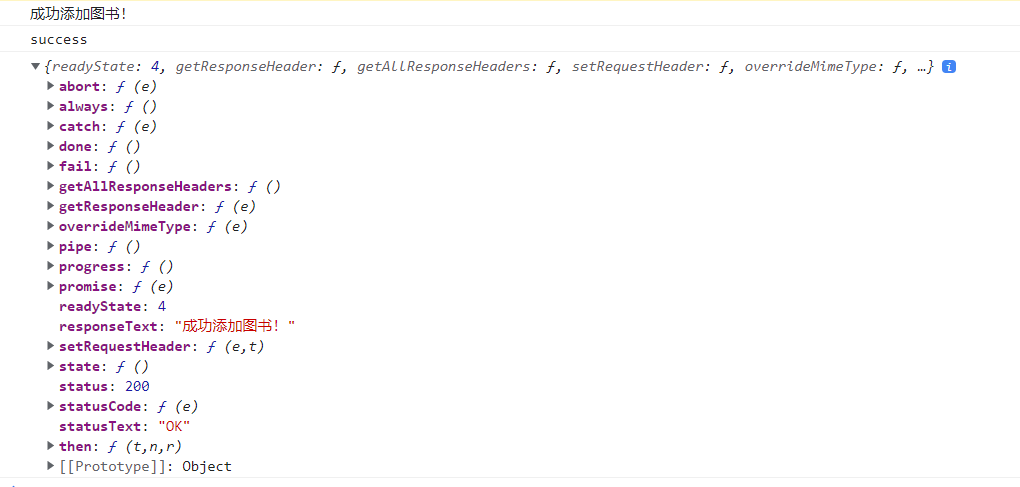 成功添加图书！
success
▼{readyState: 4, getResponseHeader: ƒ, getAllResponseHeaders: ƒ, setRequestHeader: ƒ, overrideMimeType: ƒ, …} i
▶abort: ƒ (e)
▶always: ƒ ()
▶catch: ƒ (e)
▶done: ƒ ()
▶fail: ƒ ()
▶getAllResponseHeaders: ƒ ()
▶getResponseHeader: ƒ (e)
▶overrideMimeType: ƒ (e)
▶pipe: ƒ ()
▶progress: ƒ ()
▶promise: ƒ (e)
readyState: 4
responseText: "成功添加图书！"
▶setRequestHeader: ƒ (e,t)
▶state: ƒ ()
status: 200
▶statusCode: ƒ (e)
statusText: "OK"
▶then: ƒ (t,n,r)
▶[[Prototype]]: Object